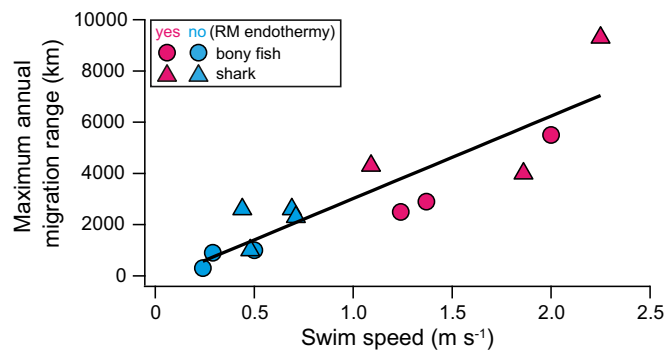 yes no (RM endothermy)
bony fish
shark
Maximum annual
migration range (km)
10000
8000
6000
4000
2000
0
0 0.5 1.0 1.5 2.0 2.5
Swim speed (m s⁻¹)